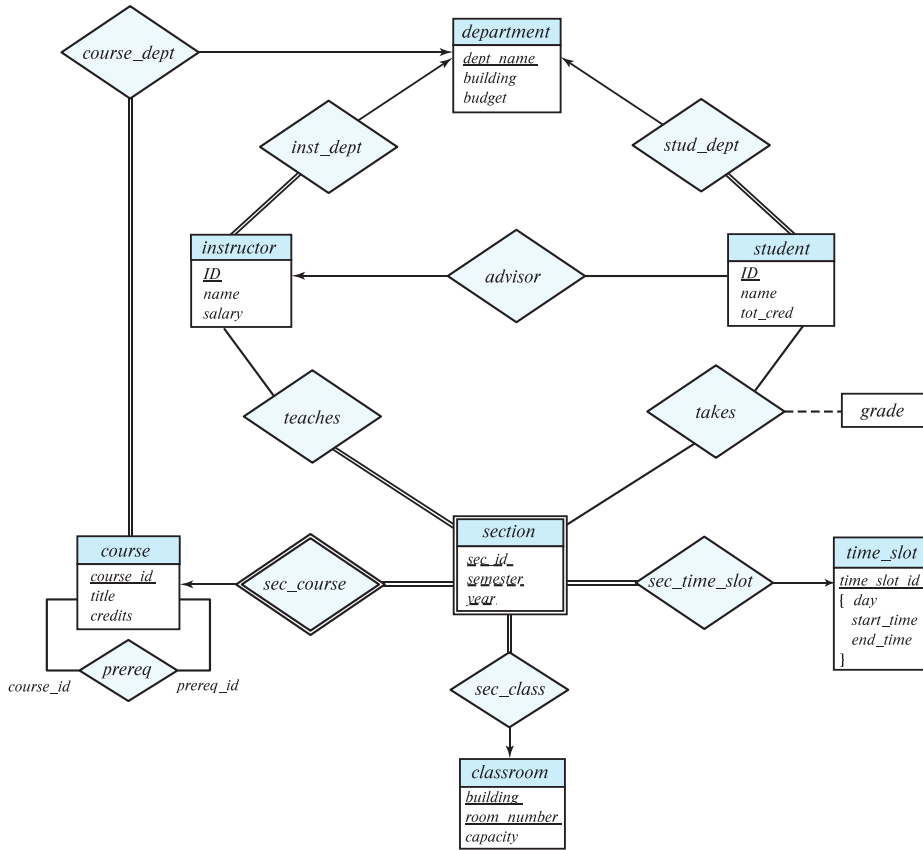 department
dept_name
building
budget
course_dept
inst_dept
stud_dept
instructor
ID
name
salary
advisor
student
ID
name
tot_cred
teaches
takes
grade
section
sec_id
semester
year
course
course_id
title
credits
sec_course
sec_time_slot
time_slot
time_slot_id
{ day
start_time
end_time
}
prereq
course_id
prereq_id
sec_class
classroom
building
room_number
capacity